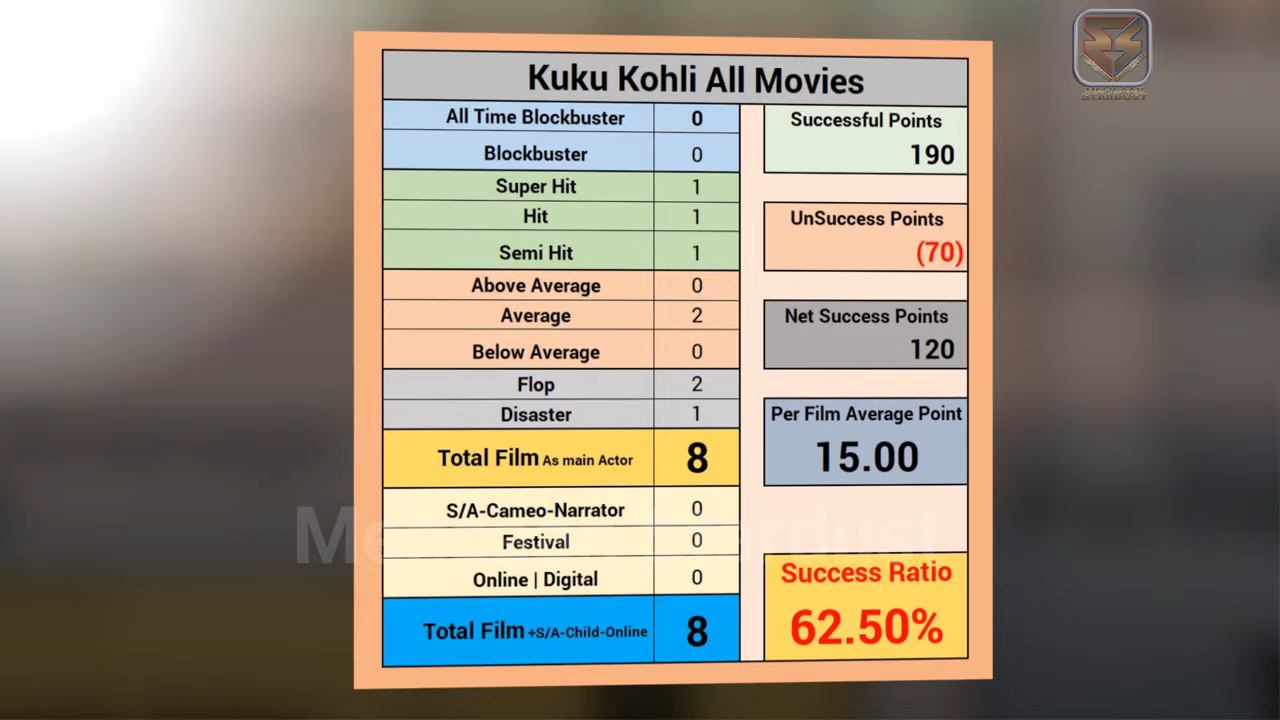 Kuku Kohli All Movies
All Time Blockbuster 0
Blockbuster 0
Super Hit 1
Hit 1
Semi Hit 1
Above Average 0
Average 2
Below Average 0
Flop 2
Disaster 1
Total Film As main Actor 8
S/A-Cameo-Narrator 0
Festival 0
Online | Digital 0
Total Film +S/A-Child-Online 8
Successful Points
190
UnSuccess Points
(70)
Net Success Points
120
Per Film Average Point
15.00
Success Ratio
62.50%